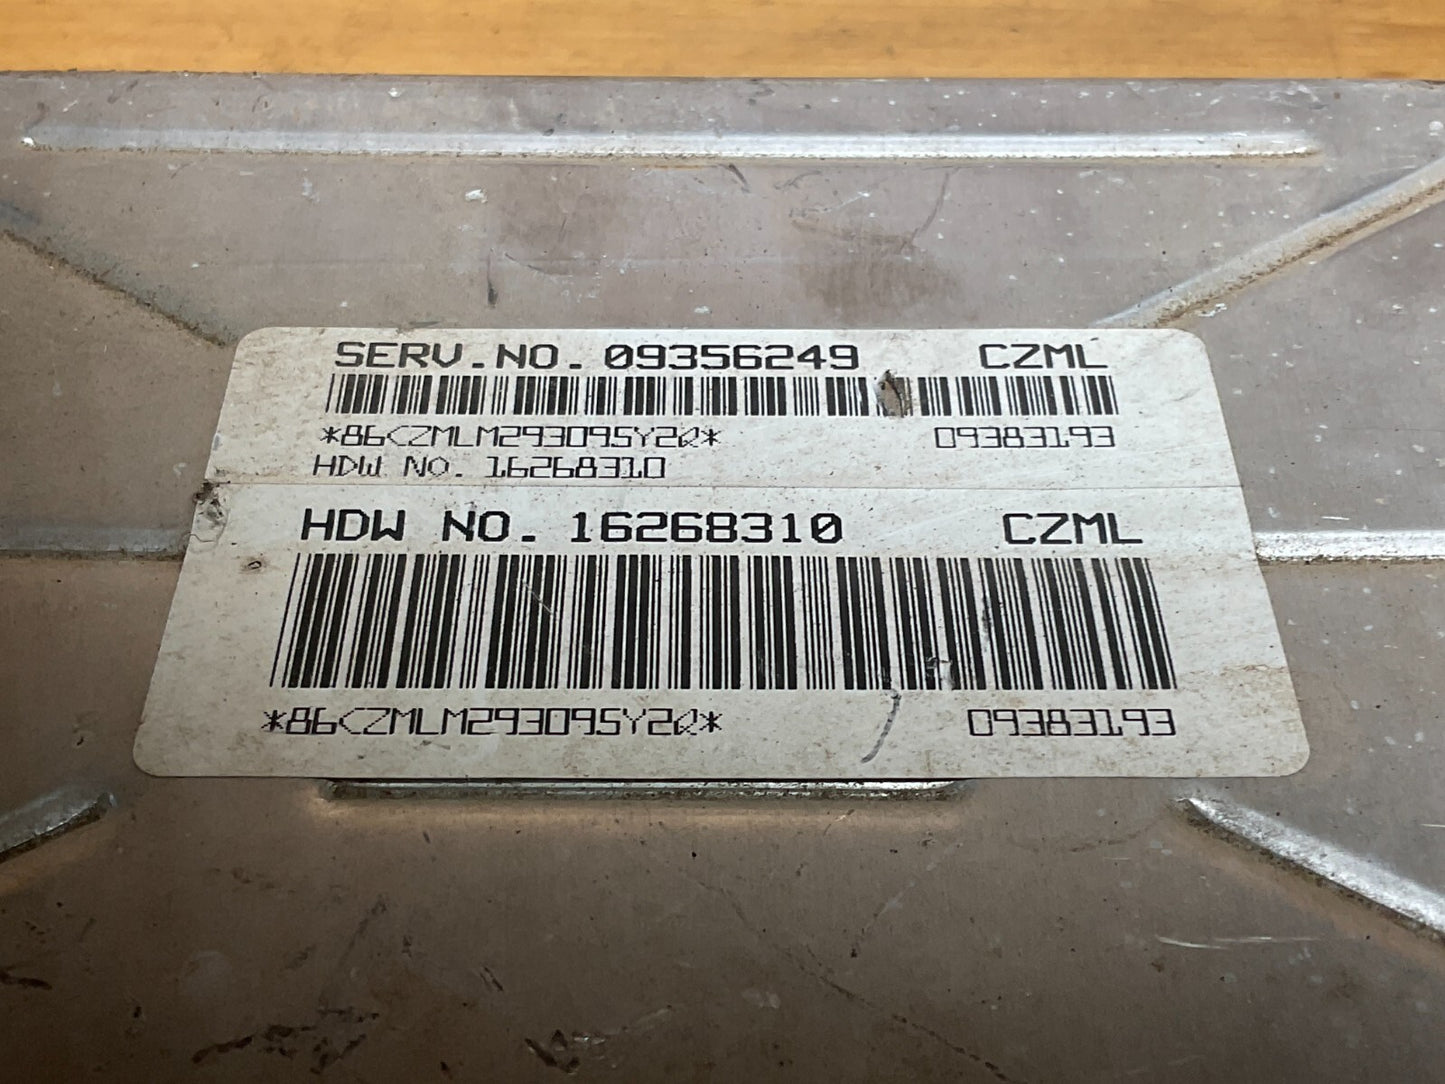 SERV.NO. 09356249 CZML
*86CZMLM293095Y2Q* 09383193
HDW NO. 16268310
HDW NO. 16268310 CZML
*86CZMLM293095Y2Q* 09383193